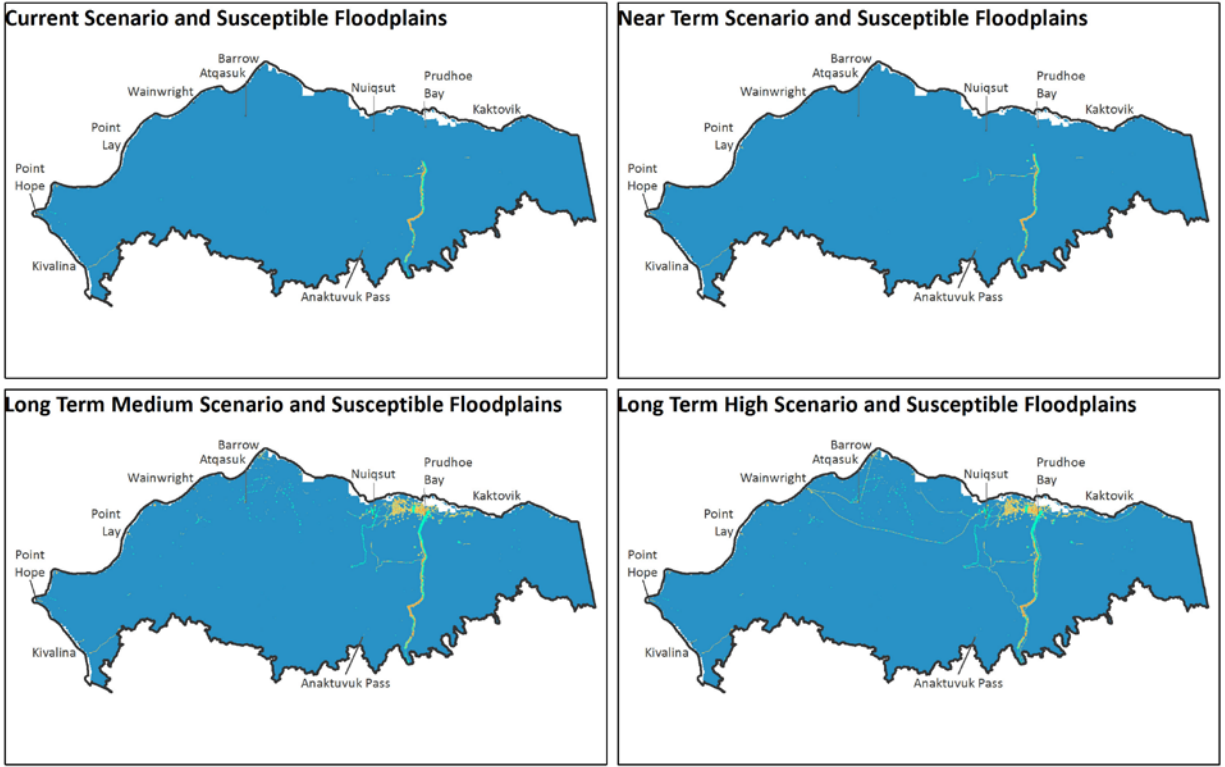 Current Scenario and Susceptible Floodplains
Barrow
Atqasuk
Wainwright
Nuiqsut
Prudhoe
Bay
Kaktovik
Point
Lay
Point
Hope
Kivalina
Anaktuvuk Pass
Near Term Scenario and Susceptible Floodplains
Barrow
Atqasuk
Wainwright
Nuiqsut
Prudhoe
Bay
Kaktovik
Point
Lay
Point
Hope
Kivalina
Anaktuvuk Pass
Long Term Medium Scenario and Susceptible Floodplains
Barrow
Atqasuk
Wainwright
Nuiqsut
Prudhoe
Bay
Kaktovik
Point
Lay
Point
Hope
Kivalina
Anaktuvuk Pass
Long Term High Scenario and Susceptible Floodplains
Barrow
Atqasuk
Wainwright
Nuiqsut
Prudhoe
Bay
Kaktovik
Point
Lay
Point
Hope
Kivalina
Anaktuvuk Pass